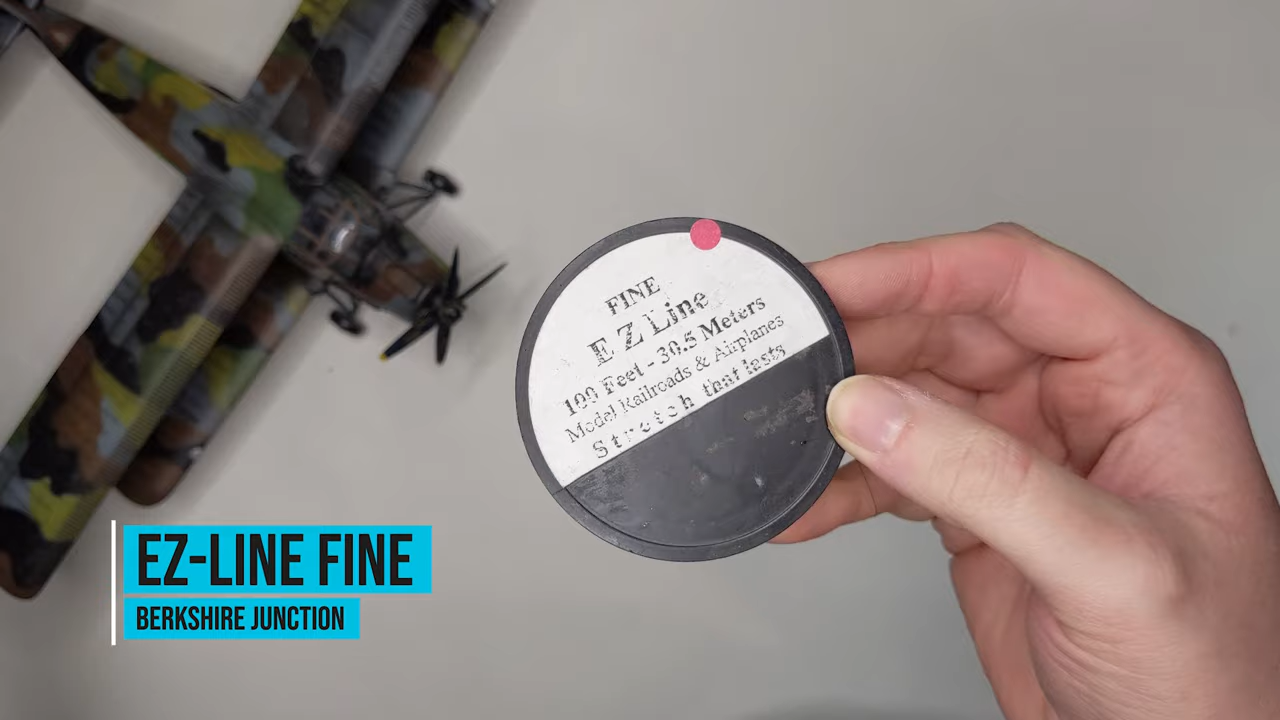 FINE
E Z Line
100 Feet - 30.5 Meters
Model Railroads & Airplanes
Stretch that lasts
EZ-LINE FINE
BERKSHIRE JUNCTION